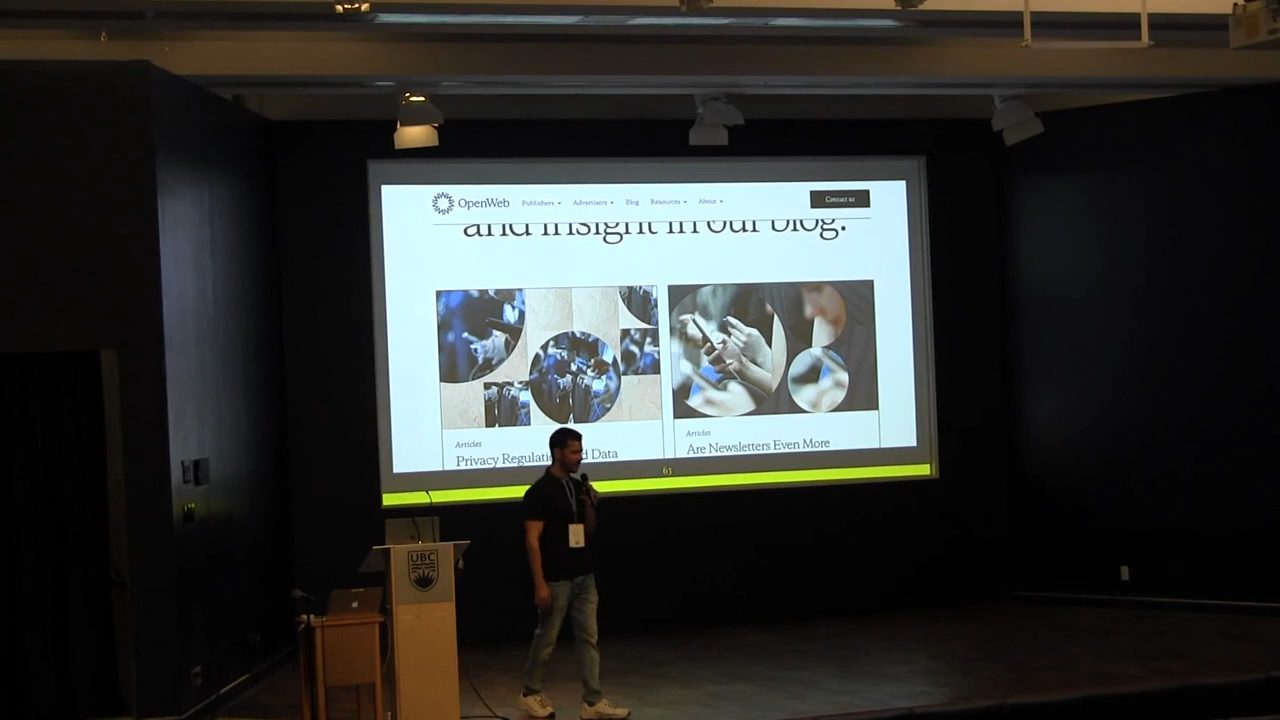 OpenWeb Publishers Advertisers Blog Resources About Contact us
and insight in our blog.
Articles
Privacy Regulati d Data
Articles
Are Newsletters Even More
63
UBC